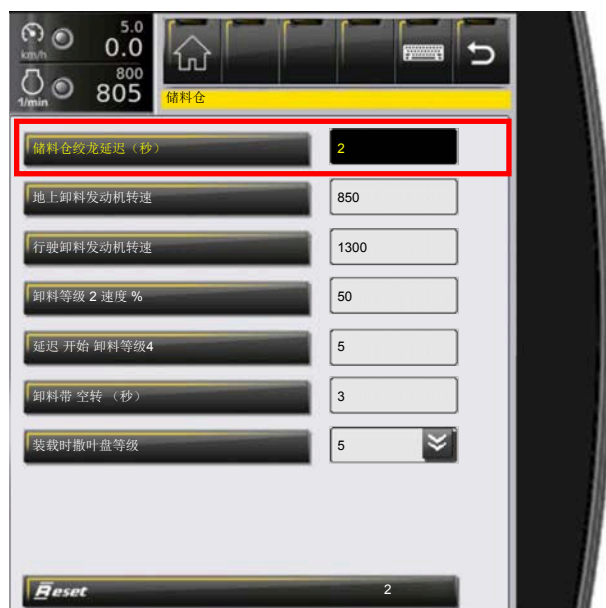 5.0
km/h 0.0
800
1/min 805
储料仓
储料仓绞龙延迟（秒） 2
地上卸料发动机转速 850
行驶卸料发动机转速 1300
卸料等级 2 速度 % 50
延迟 开始 卸料等级4 5
卸料带 空转 （秒） 3
装载时撒叶盘等级 5
Reset 2